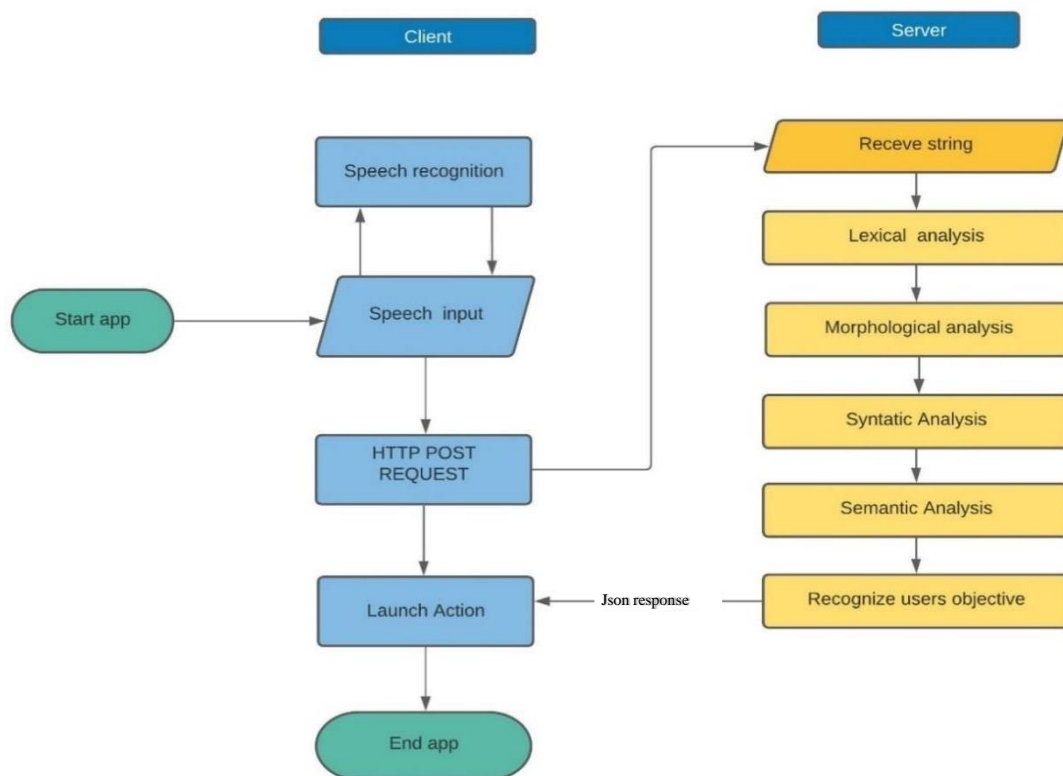 Client
Server
Speech recognition
Receve string
Lexical analysis
Start app
Speech input
Morphological analysis
HTTP POST
REQUEST
Syntatic Analysis
Semantic Analysis
Launch Action
Json response
Recognize users objective
End app